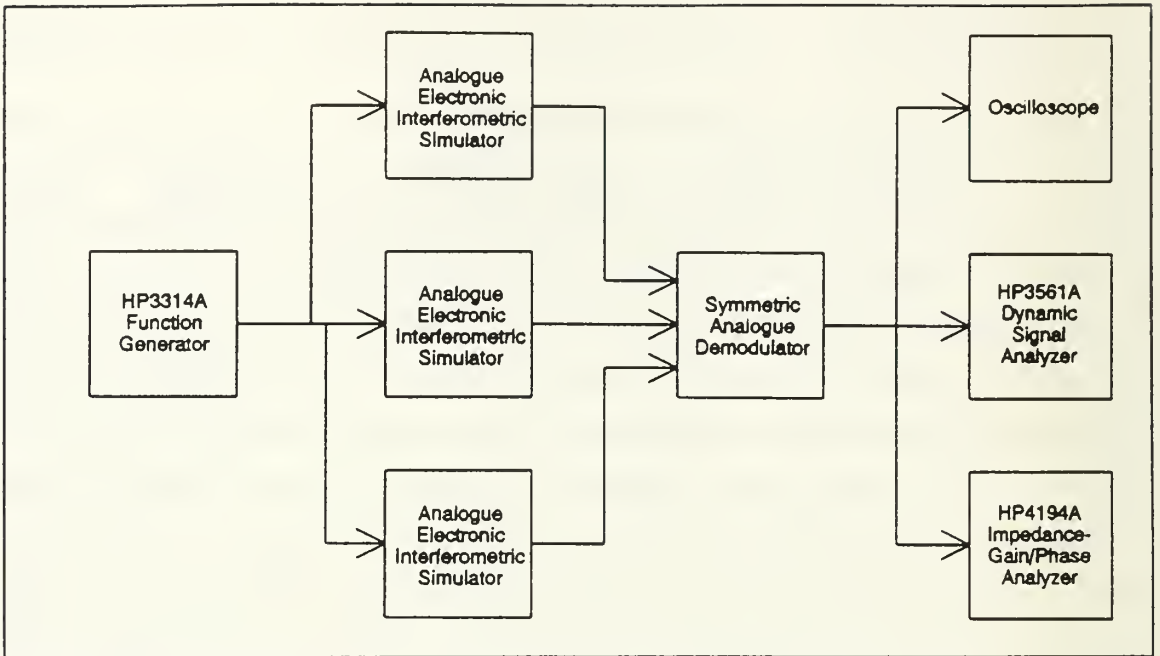 HP3314A
Function
Generator
Analogue
Electronic
Interferometric
Simulator
Analogue
Electronic
Interferometric
Simulator
Analogue
Electronic
Interferometric
Simulator
Symmetric
Analogue
Demodulator
Oscilloscope
HP3561A
Dynamic
Signal
Analyzer
HP4194A
Impedance-
Gain/Phase
Analyzer